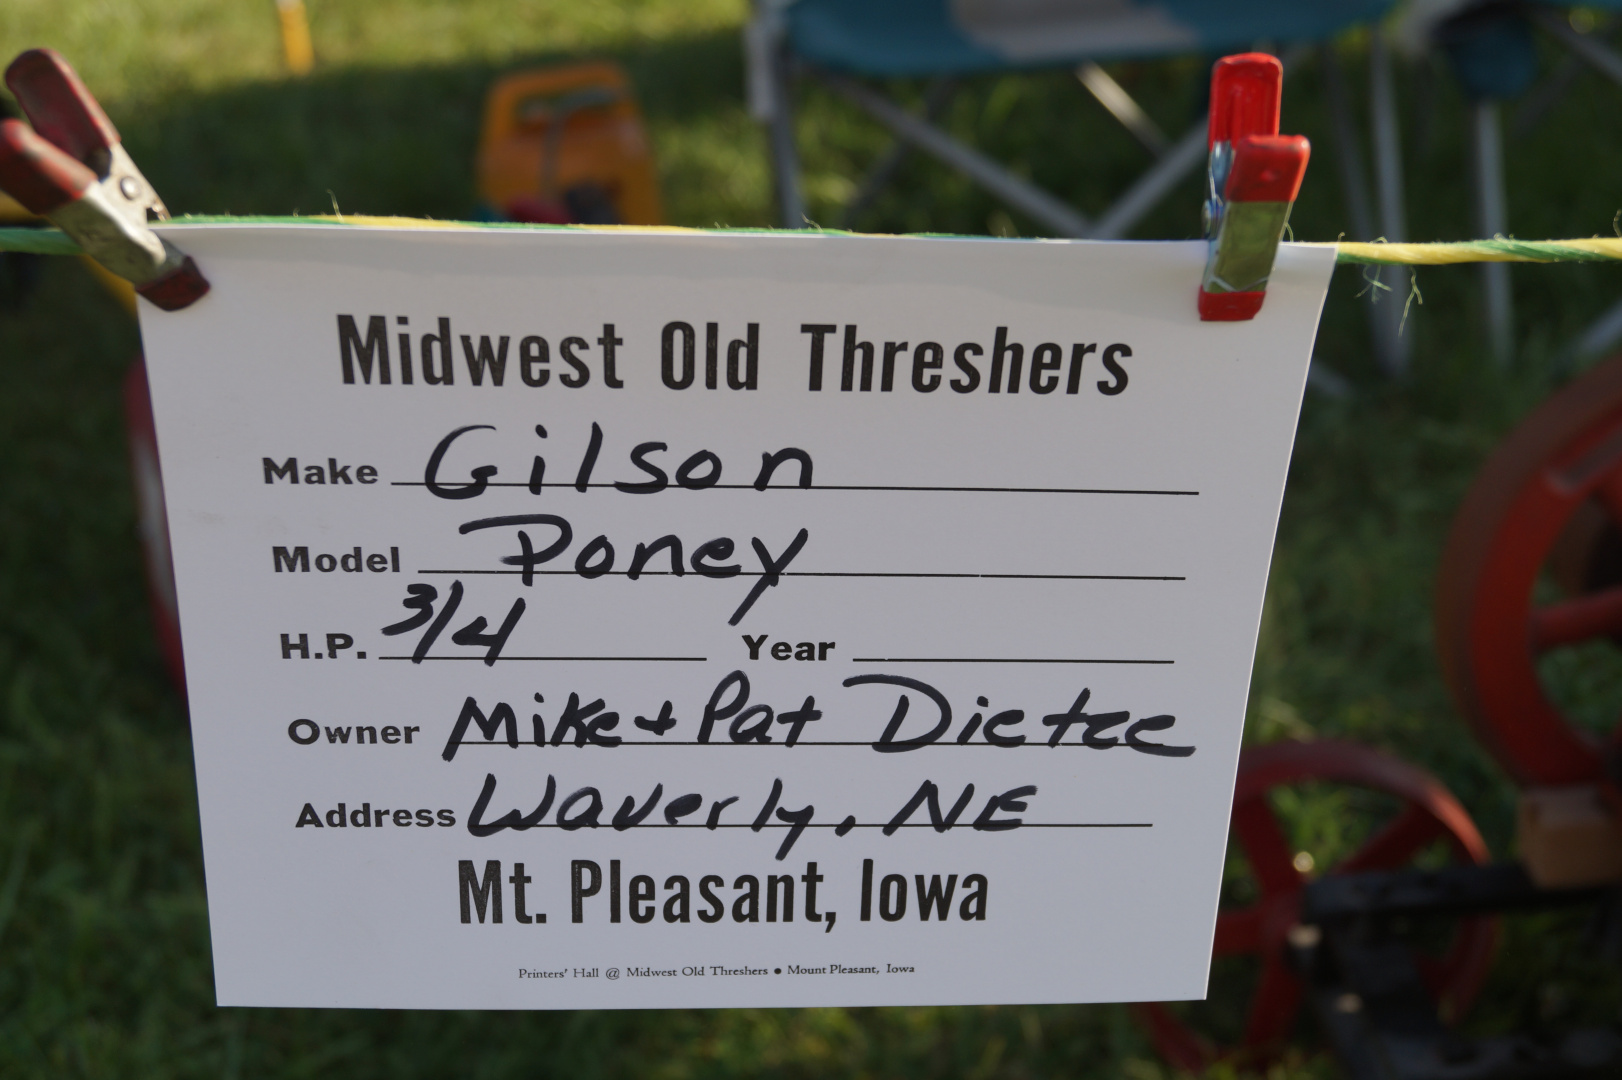 Midwest Old Threshers
Make Gilson
Model Poney
H.P. 3/4 Year
Owner Mike + Pat Dietze
Address Waverly, NE
Mt. Pleasant, Iowa
Printers' Hall @ Midwest Old Threshers ● Mount Pleasant, Iowa